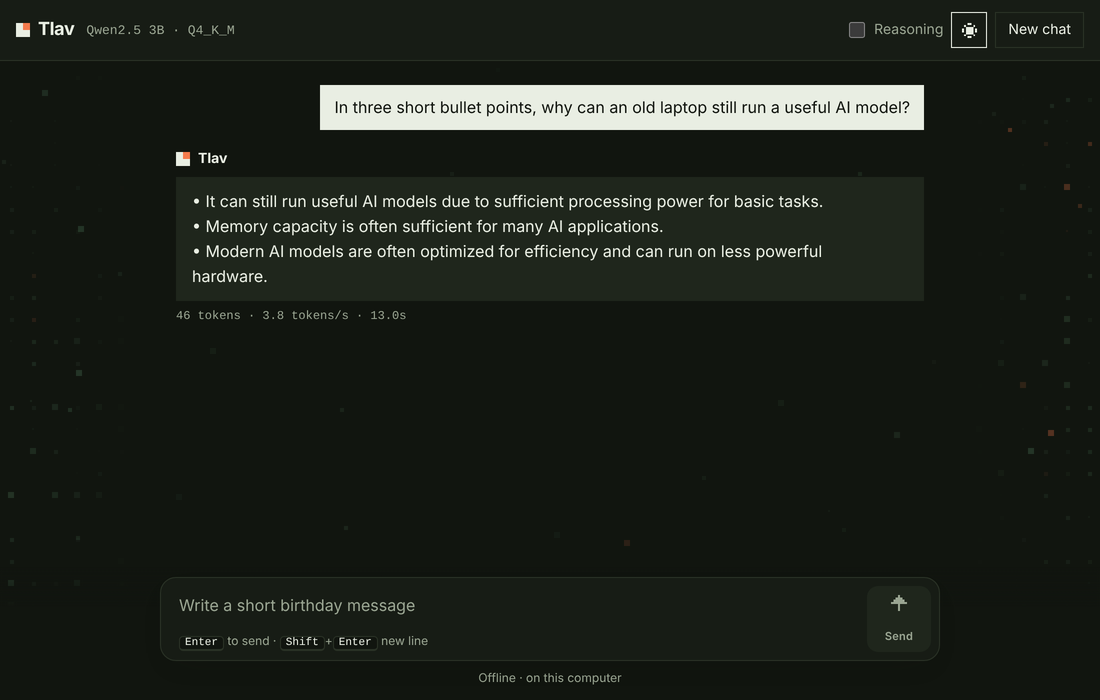 Tlav Qwen2.5 3B · Q4_K_M Reasoning New chat
In three short bullet points, why can an old laptop still run a useful AI model?
Tlav
• It can still run useful AI models due to sufficient processing power for basic tasks.
• Memory capacity is often sufficient for many AI applications.
• Modern AI models are often optimized for efficiency and can run on less powerful
hardware.
46 tokens · 3.8 tokens/s · 13.0s
Write a short birthday message
Enter to send · Shift+Enter new line
Send
Offline · on this computer